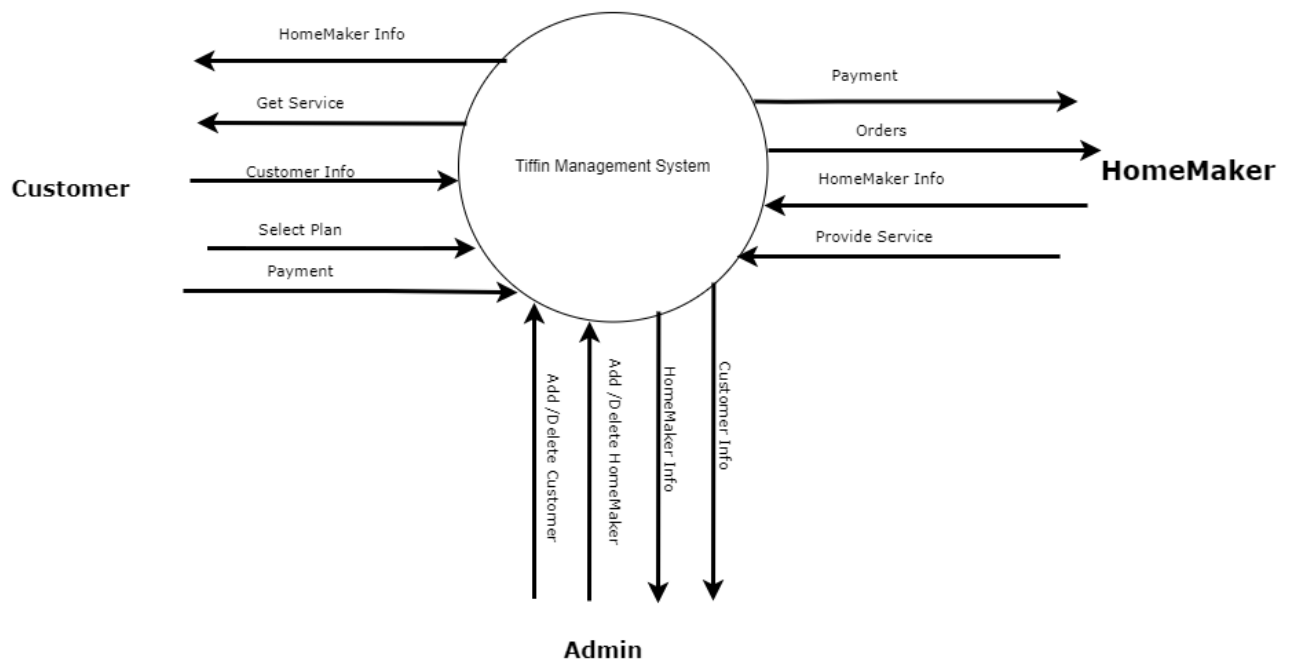 HomeMaker Info
Payment
Get Service
Orders
Tiffin Management System
Customer Info
HomeMaker
HomeMaker Info
Customer
Select Plan
Provide Service
Payment
Add /Delete Customer
Add /Delete HomeMaker
HomeMaker Info
Customer Info
Admin